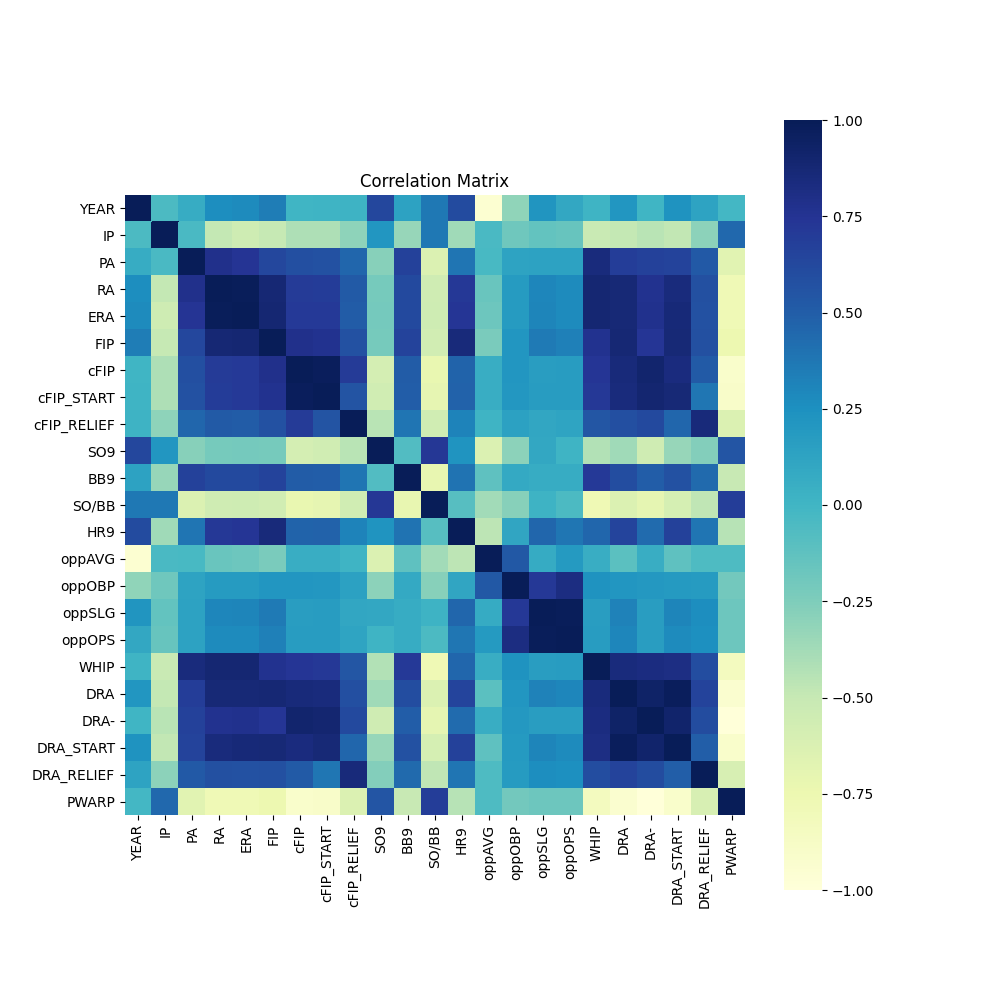 Correlation Matrix
YEAR
IP
PA
RA
ERA
FIP
cFIP
cFIP_START
cFIP_RELIEF
SO9
BB9
SO/BB
HR9
oppAVG
oppOBP
oppSLG
oppOPS
WHIP
DRA
DRA-
DRA_START
DRA_RELIEF
PWARP
YEAR
IP
PA
RA
ERA
FIP
cFIP
cFIP_START
cFIP_RELIEF
SO9
BB9
SO/BB
HR9
oppAVG
oppOBP
oppSLG
oppOPS
WHIP
DRA
DRA-
DRA_START
DRA_RELIEF
PWARP
1.00
0.75
0.50
0.25
0.00
−0.25
−0.50
−0.75
−1.00